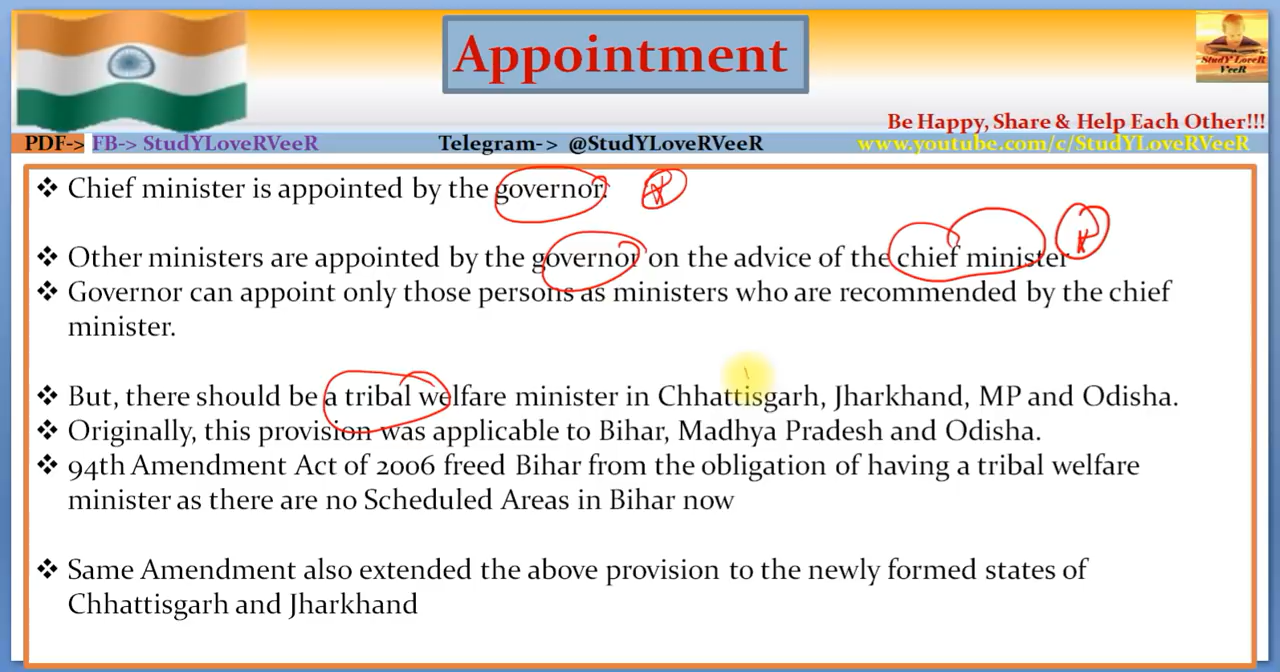 Appointment
StudY LoveR
VeeR
Be Happy, Share & Help Each Other!!!
PDF-> FB-> StudYLoveRVeeR Telegram-> @StudYLoveRVeeR www.youtube.com/c/StudYLoveRVeeR
❖ Chief minister is appointed by the governor.
❖ Other ministers are appointed by the governor on the advice of the chief minister
❖ Governor can appoint only those persons as ministers who are recommended by the chief
minister.
❖ But, there should be a tribal welfare minister in Chhattisgarh, Jharkhand, MP and Odisha.
❖ Originally, this provision was applicable to Bihar, Madhya Pradesh and Odisha.
❖ 94th Amendment Act of 2006 freed Bihar from the obligation of having a tribal welfare
minister as there are no Scheduled Areas in Bihar now
❖ Same Amendment also extended the above provision to the newly formed states of
Chhattisgarh and Jharkhand